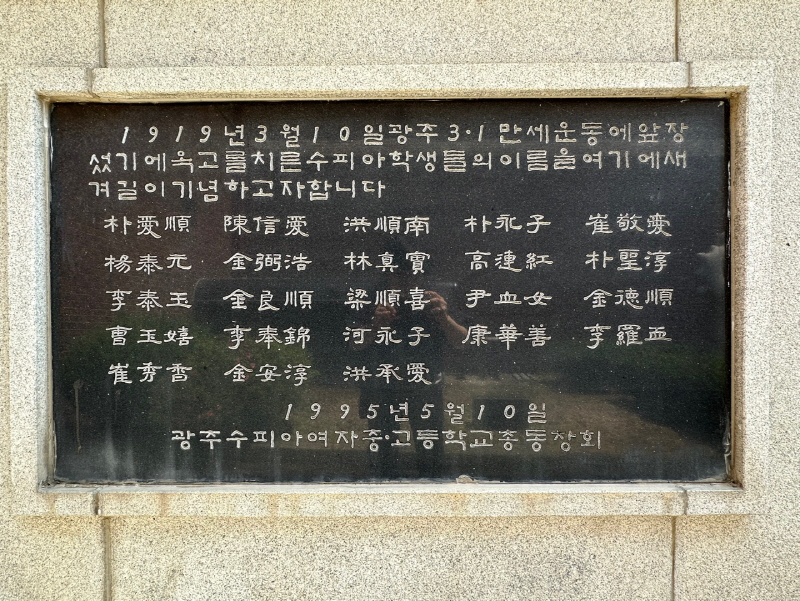 1919년3월10일광주3·1만세운동에앞장
섰기에옥고를치른수피아학생들의이름을여기에새
겨길이기념하고자합니다
朴愛順 陳信愛 洪順南 朴永子 崔敬愛
楊泰元 金弼浩 林真實 高連紅 朴聖淳
李泰玉 金良順 梁順喜 尹血女 金德順
曹玉嬉 李奉錦 河永子 康華善 李羅血
崔秀香 金安淳 洪承愛
1995년5월10일
광주수피아여자중·고등학교총동창회